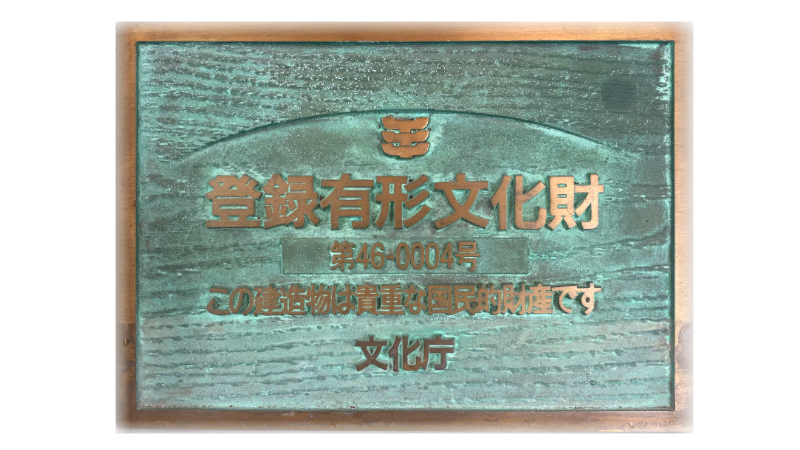 登録有形文化財
第46-0004号
この建造物は貴重な国民的財産です
文化庁